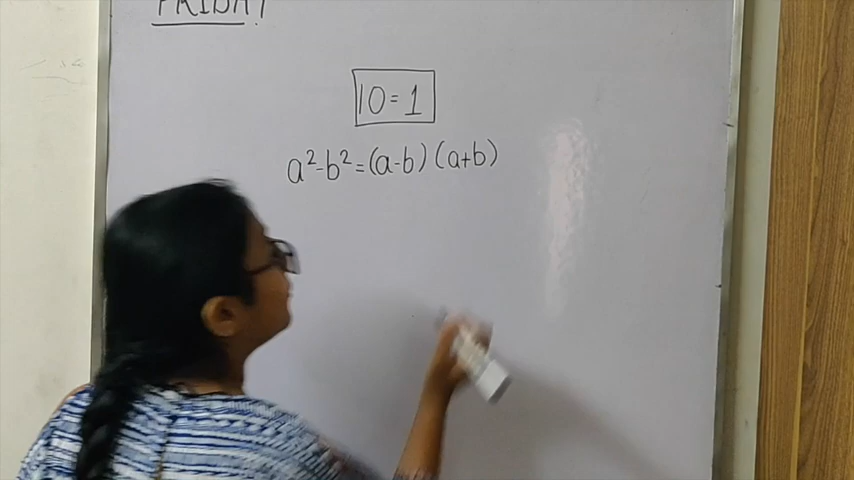 FRIDAY
10 = 1
a²-b² = (a-b) (a+b)